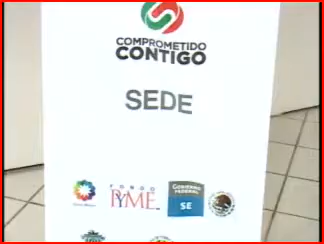 COMPROMETIDO
CONTIGO
SEDE
FONDO
PYME
GOBIERNO
FEDERAL
SE